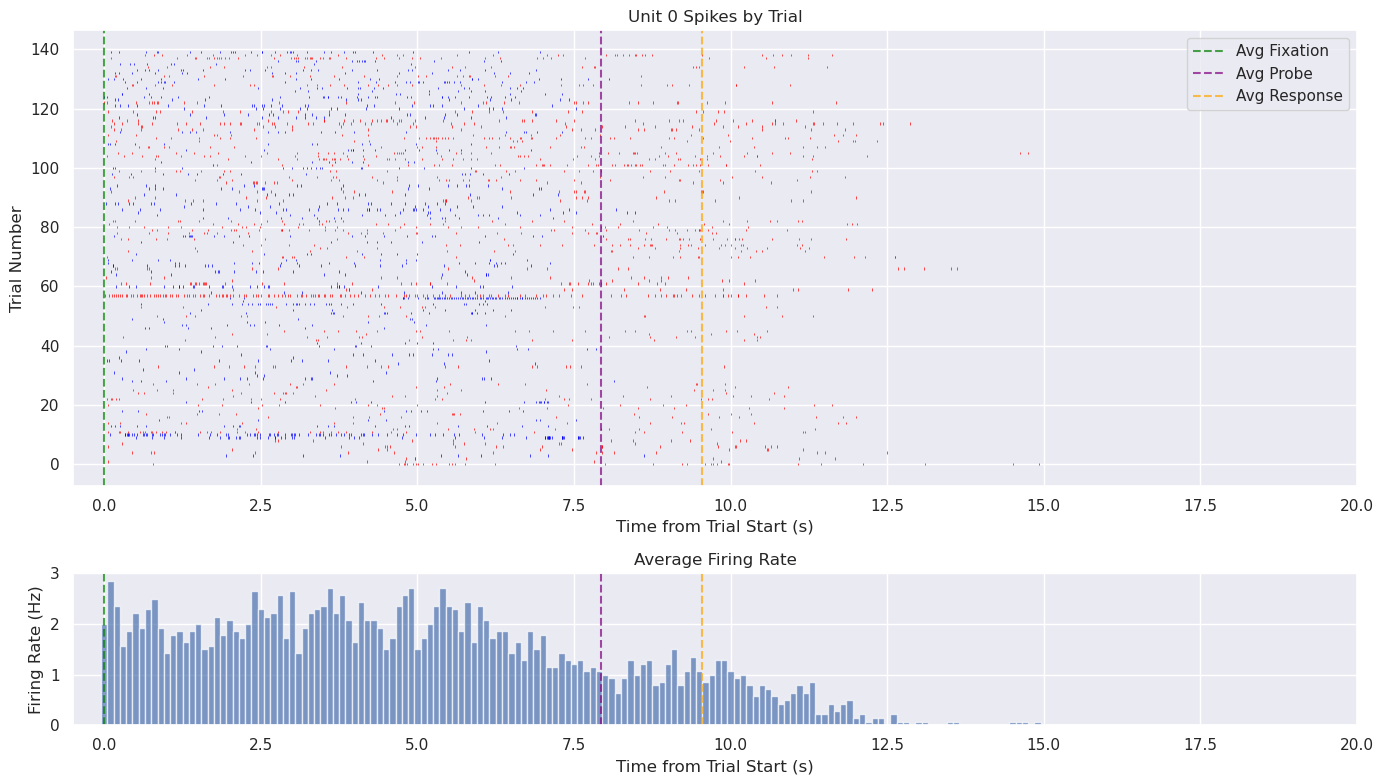 Unit 0 Spikes by Trial
140
120
100
80
60
40
20
0
Trial Number
Avg Fixation
Avg Probe
Avg Response
0.0 2.5 5.0 7.5 10.0 12.5 15.0 17.5 20.0
Time from Trial Start (s)
Average Firing Rate
3
2
1
0
Firing Rate (Hz)
0.0 2.5 5.0 7.5 10.0 12.5 15.0 17.5 20.0
Time from Trial Start (s)